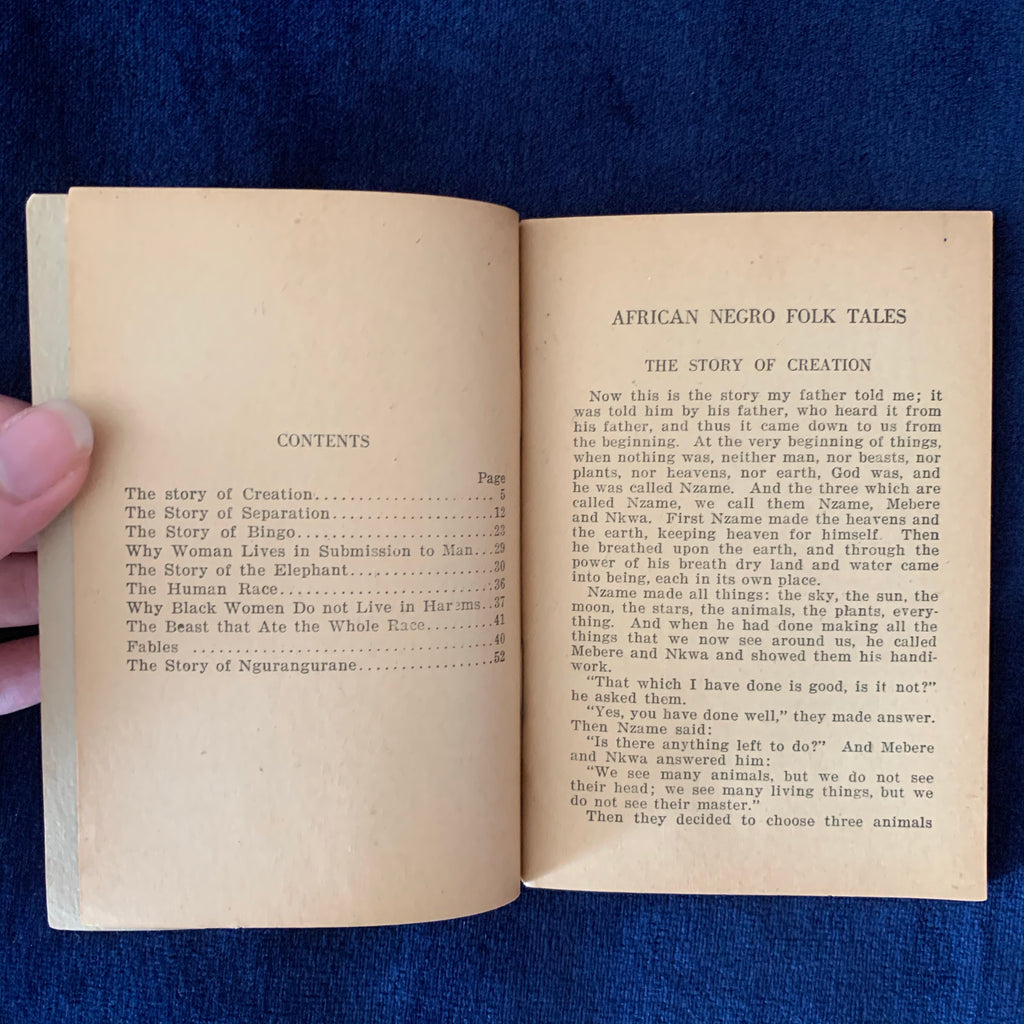 CONTENTS
Page
The story of Creation.........................5
The Story of Separation......................12
The Story of Bingo...........................23
Why Woman Lives in Submission to Man...29
The Story of the Elephant....................30
The Human Race.............................36
Why Black Women Do not Live in Harems..37
The Beast that Ate the Whole Race.........41
Fables .......................................40
The Story of Ngurangurane..................52
AFRICAN NEGRO FOLK TALES
THE STORY OF CREATION
Now this is the story my father told me; it
was told him by his father, who heard it from
his father, and thus it came down to us from
the beginning. At the very beginning of things,
when nothing was, neither man, nor beasts, nor
plants, nor heavens, nor earth, God was, and
he was called Nzame. And the three which are
called Nzame, we call them Nzame, Mebere
and Nkwa. First Nzame made the heavens and
the earth, keeping heaven for himself. Then
he breathed upon the earth, and through the
power of his breath dry land and water came
into being, each in its own place.
Nzame made all things: the sky, the sun, the
moon, the stars, the animals, the plants, every-
thing. And when he had done making all the
things that we now see around us, he called
Mebere and Nkwa and showed them his handi-
work.
"That which I have done is good, is it not?"
he asked them.
"Yes, you have done well," they made answer.
Then Nzame said:
"Is there anything left to do?" And Mebere
and Nkwa answered him:
"We see many animals, but we do not see
their head; we see many living things, but we
do not see their master."
Then they decided to choose three animals